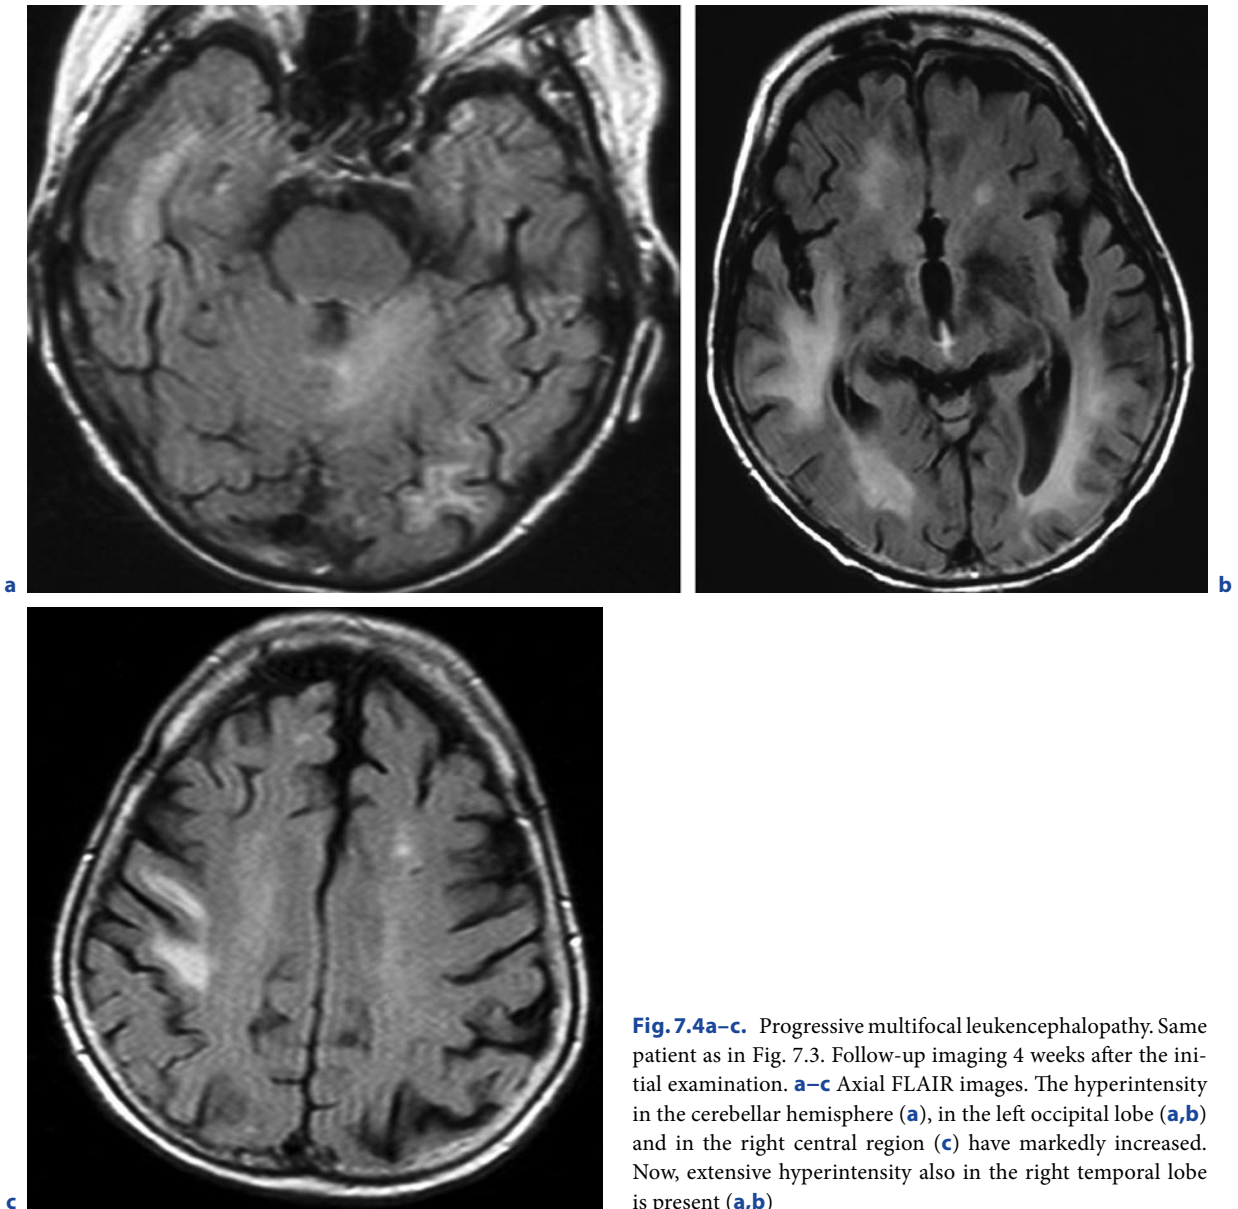 a
b
c
Fig. 7.4a–c. Progressive multifocal leukencephalopathy. Same
patient as in Fig. 7.3. Follow-up imaging 4 weeks after the ini-
tial examination. a–c Axial FLAIR images. The hyperintensity
in the cerebellar hemisphere (a), in the left occipital lobe (a,b)
and in the right central region (c) have markedly increased.
Now, extensive hyperintensity also in the right temporal lobe
is present (a,b)